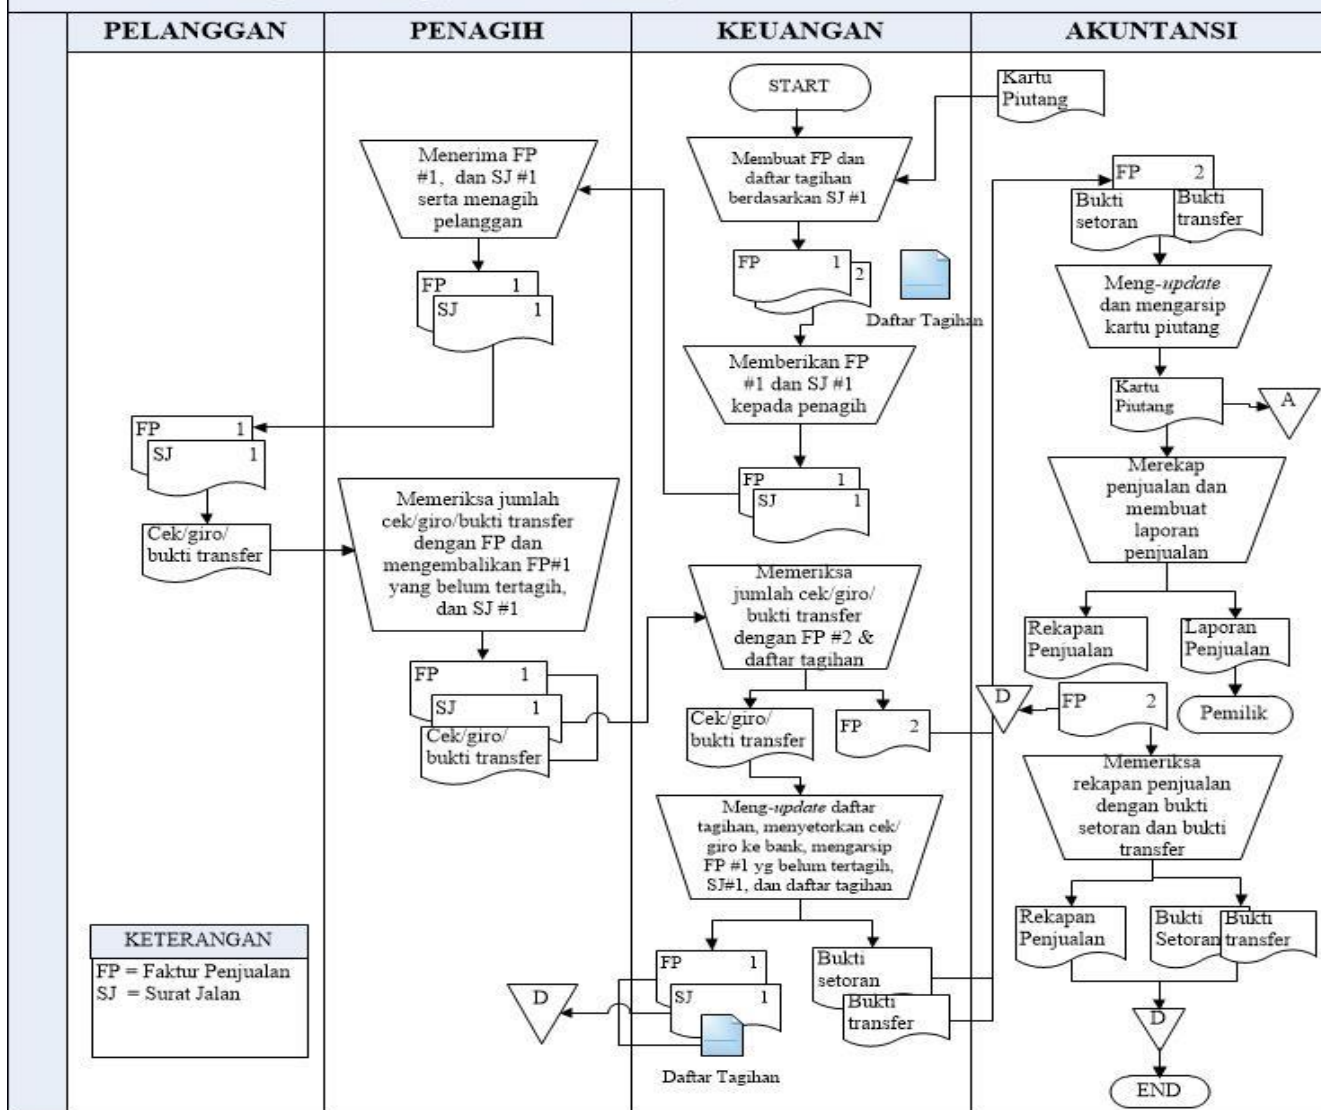 PELANGGAN
PENAGIH
KEUANGAN
AKUNTANSI
START
Kartu
Piutang
Menerima FP
#1, dan SJ #1
serta menagih
pelanggan
Membuat FP dan
daftar tagihan
berdasarkan SJ #1
FP 2
Bukti
setoran
Bukti
transfer
FP 1
SJ 1
FP 1
2
Daftar Tagihan
Meng-update
dan mengarsip
kartu piutang
Memberikan FP
#1 dan SJ #1
kepada penagih
Kartu
Piutang
A
FP 1
SJ 1
Cek/giro/
bukti transfer
Memeriksa jumlah
cek/giro/bukti transfer
dengan FP dan
mengembalikan FP#1
yang belum tertagih,
dan SJ #1
FP 1
SJ 1
Merekap
penjualan dan
membuat
laporan
penjualan
Memeriksa
jumlah cek/giro/
bukti transfer
dengan FP #2 &
daftar tagihan
Rekapan
Penjualan
Laporan
Penjualan
FP 1
SJ 1
Cek/giro/
bukti transfer
Cek/giro/
bukti transfer
FP 2
D
FP 2
Pemilik
Meng-update daftar
tagihan, menyetorkan cek/
giro ke bank, mengarsip
FP #1 yg belum tertagih,
SJ#1, dan daftar tagihan
Memeriksa
rekapan penjualan
dengan bukti
setoran dan bukti
transfer
KETERANGAN
FP = Faktur Penjualan
SJ = Surat Jalan
D
FP 1
SJ 1
Daftar Tagihan
Bukti
setoran
Bukti
transfer
Rekapan
Penjualan
Bukti
Setoran
Bukti
transfer
D
END